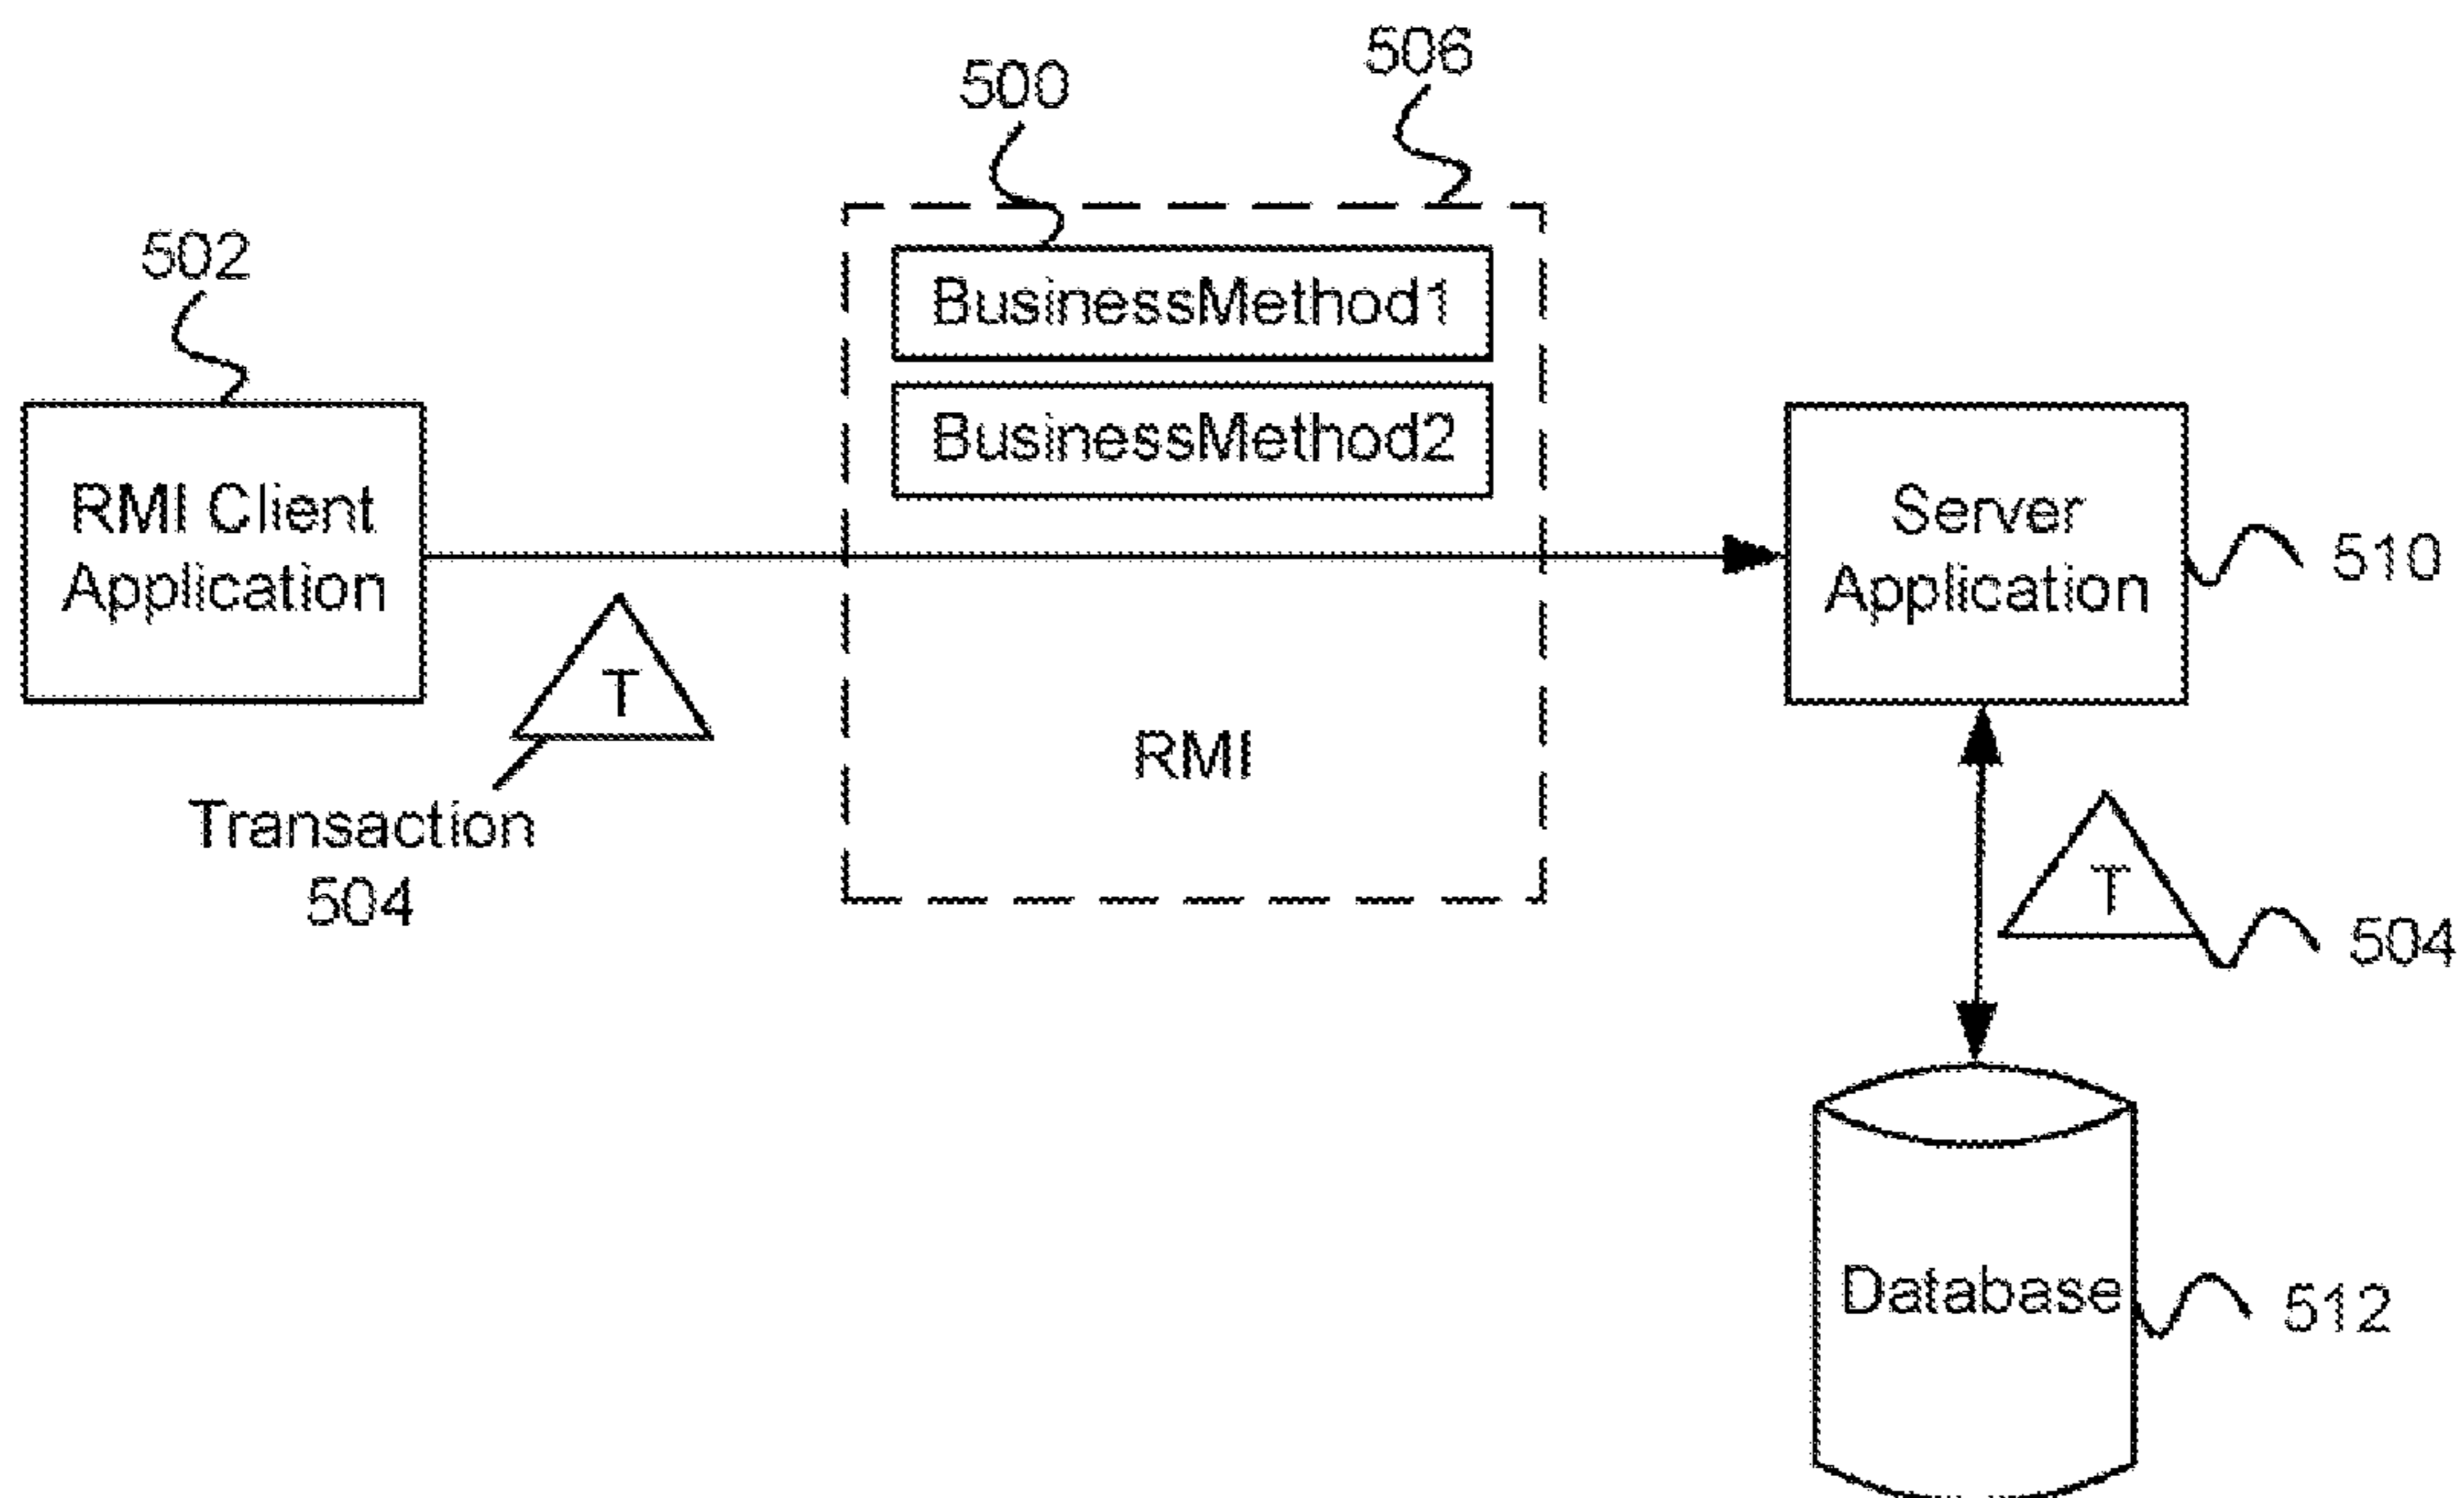 506
500
502
BusinessMethod1
BusinessMethod2
RMI Client
Application
Server
Application
510
T
RMI
Transaction
504
T
504
Database
512